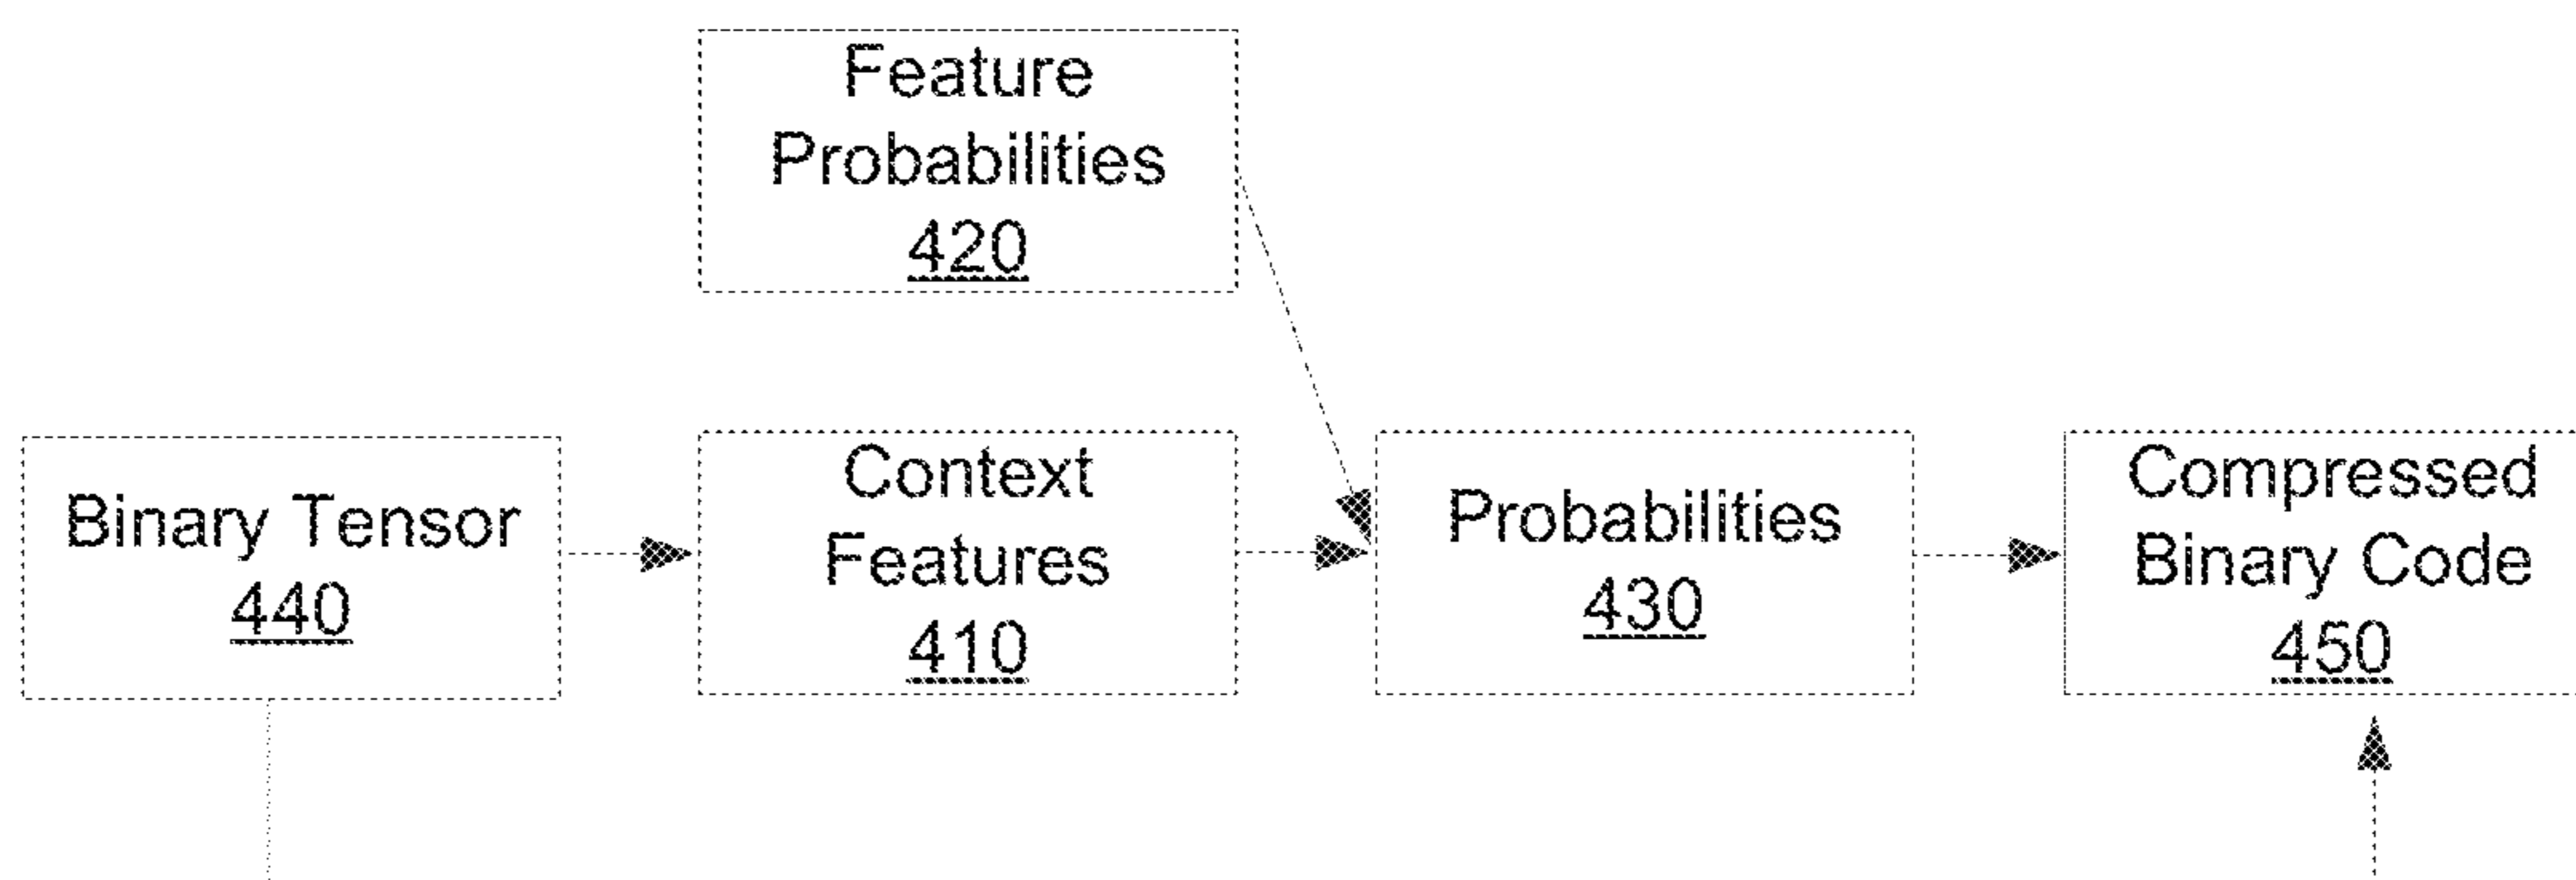 Feature
Probabilities
420
Binary Tensor
440
Context
Features
410
Probabilities
430
Compressed
Binary Code
450